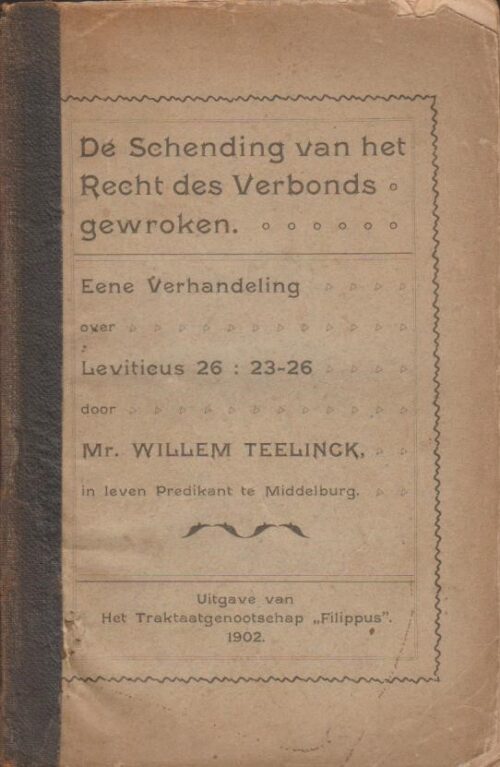 De Schending van het
Recht des Verbonds
gewroken.
Eene Verhandeling
over
Leviticus 26 : 23-26
door
Mr. WILLEM TEELINCK,
in leven Predikant te Middelburg.
Uitgave van
Het Traktaatgenootschap „Filippus”.
1902.